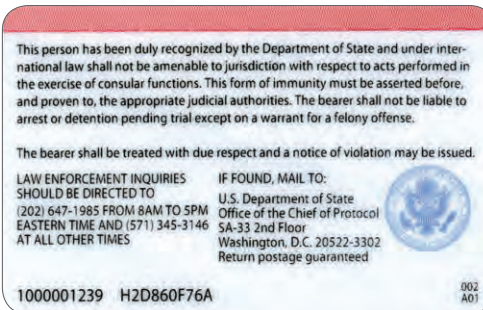 This person has been duly recognized by the Department of State and under inter-
national law shall not be amenable to jurisdiction with respect to acts performed in
the exercise of consular functions. This form of immunity must be asserted before,
and proven to, the appropriate judicial authorities. The bearer shall not be liable to
arrest or detention pending trial except on a warrant for a felony offense.
The bearer shall be treated with due respect and a notice of violation may be issued.
LAW ENFORCEMENT INQUIRIES
SHOULD BE DIRECTED TO
(202) 647-1985 FROM 8AM TO 5PM
EASTERN TIME AND (571) 345-3146
AT ALL OTHER TIMES
IF FOUND, MAIL TO:
U.S. Department of State
Office of the Chief of Protocol
SA-33 2nd Floor
Washington, D.C. 20522-3302
Return postage guaranteed
1000001239 H2D860F76A
002
A01